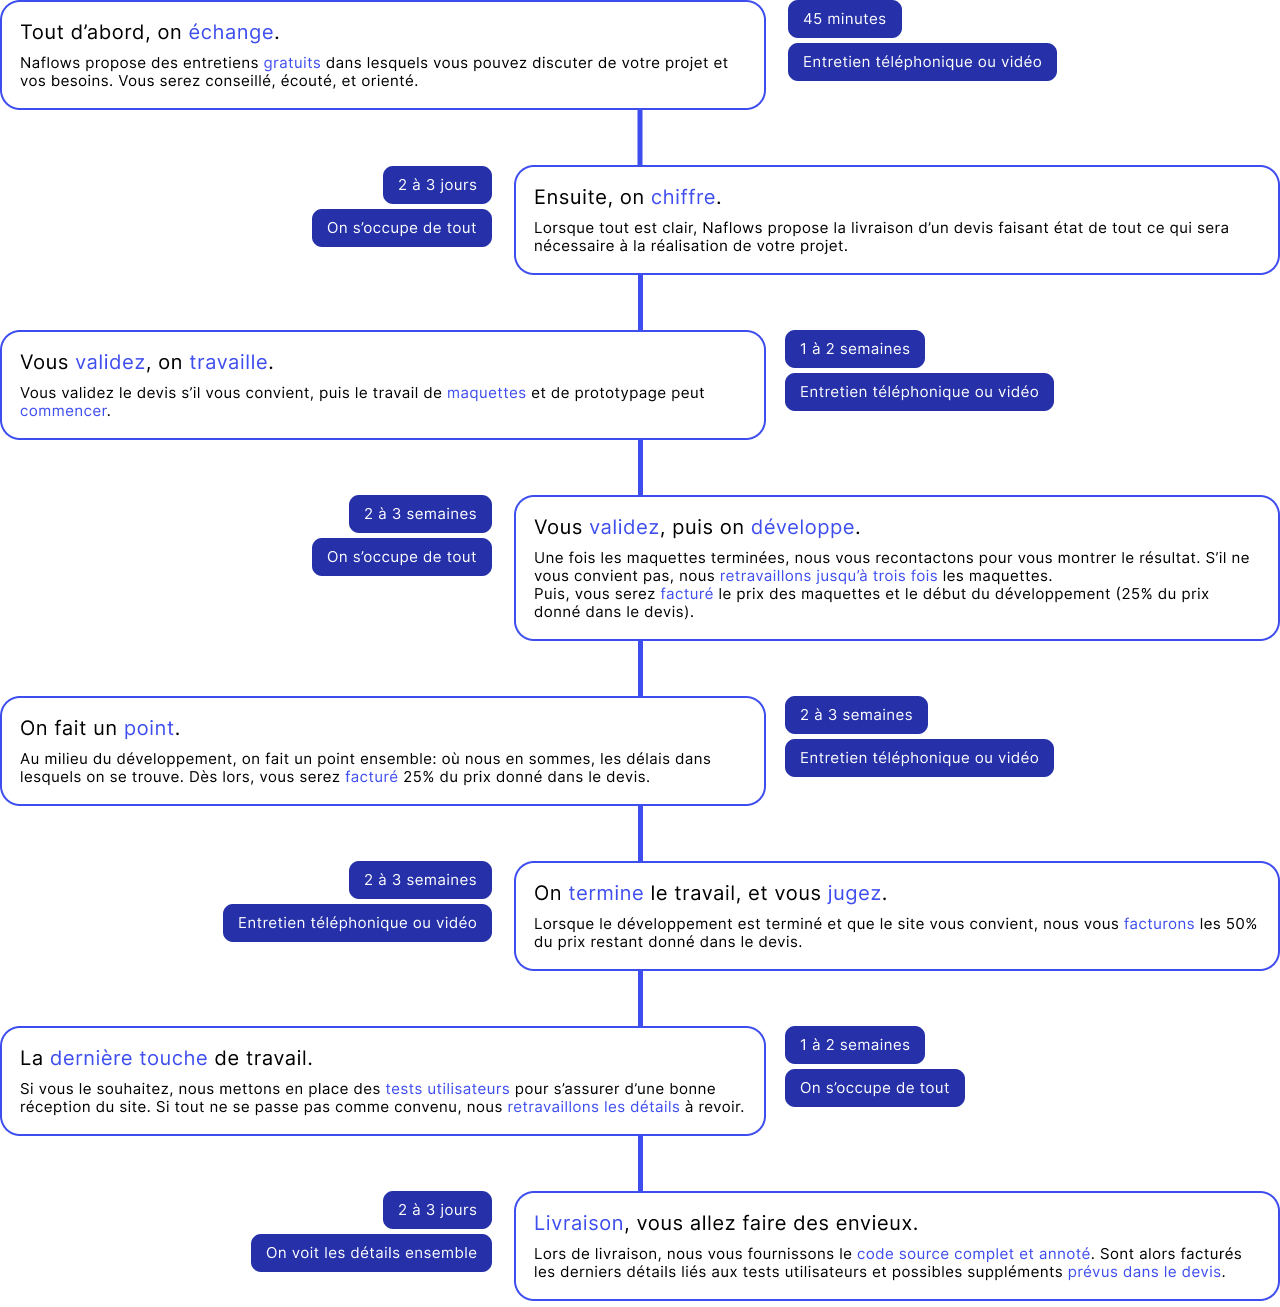 Tout d’abord, on échange.
Naflows propose des entretiens gratuits dans lesquels vous pouvez discuter de votre projet et
vos besoins. Vous serez conseillé, écouté, et orienté.
45 minutes
Entretien téléphonique ou vidéo
2 à 3 jours
On s’occupe de tout
Ensuite, on chiffre.
Lorsque tout est clair, Naflows propose la livraison d’un devis faisant état de tout ce qui sera
nécessaire à la réalisation de votre projet.
Vous validez, on travaille.
Vous validez le devis s’il vous convient, puis le travail de maquettes et de prototypage peut
commencer.
1 à 2 semaines
Entretien téléphonique ou vidéo
2 à 3 semaines
On s’occupe de tout
Vous validez, puis on développe.
Une fois les maquettes terminées, nous vous recontactons pour vous montrer le résultat. S’il ne
vous convient pas, nous retravaillons jusqu’à trois fois les maquettes.
Puis, vous serez facturé le prix des maquettes et le début du développement (25% du prix
donné dans le devis).
On fait un point.
Au milieu du développement, on fait un point ensemble: où nous en sommes, les délais dans
lesquels on se trouve. Dès lors, vous serez facturé 25% du prix donné dans le devis.
2 à 3 semaines
Entretien téléphonique ou vidéo
2 à 3 semaines
Entretien téléphonique ou vidéo
On termine le travail, et vous jugez.
Lorsque le développement est terminé et que le site vous convient, nous vous facturons les 50%
du prix restant donné dans le devis.
La dernière touche de travail.
Si vous le souhaitez, nous mettons en place des tests utilisateurs pour s’assurer d’une bonne
réception du site. Si tout ne se passe pas comme convenu, nous retravaillons les détails à revoir.
1 à 2 semaines
On s’occupe de tout
2 à 3 jours
On voit les détails ensemble
Livraison, vous allez faire des envieux.
Lors de livraison, nous vous fournissons le code source complet et annoté. Sont alors facturés
les derniers détails liés aux tests utilisateurs et possibles suppléments prévus dans le devis.